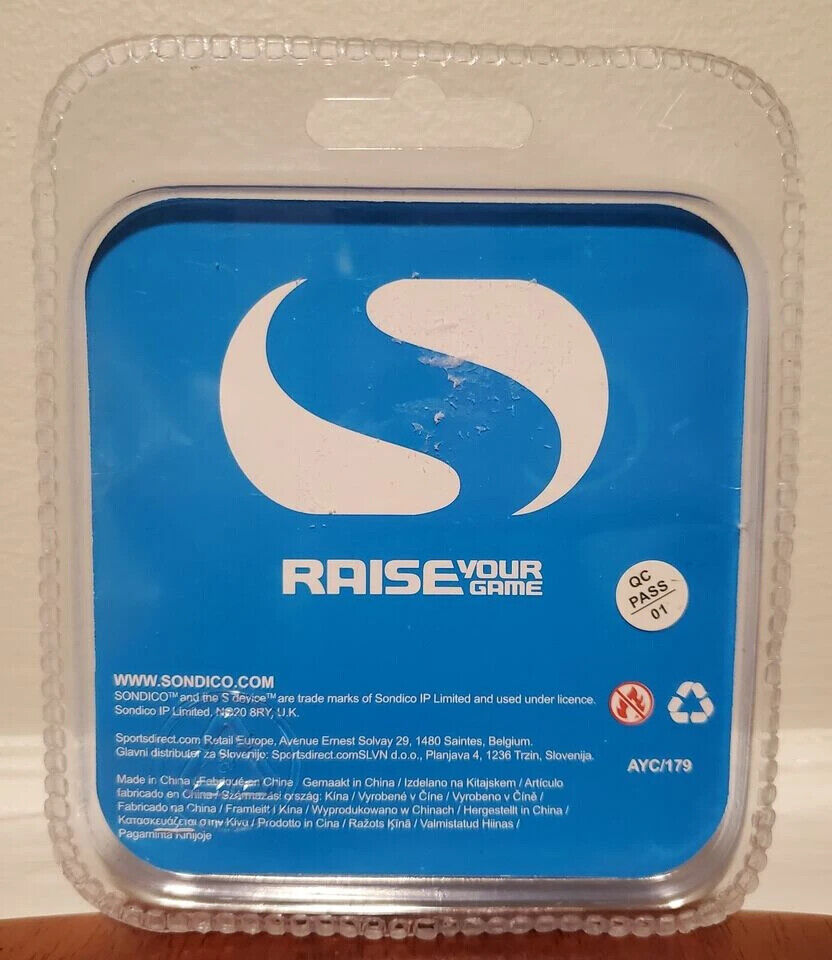 RAISE YOUR GAME
QC
PASS
01
WWW.SONDICO.COM
SONDICO™ and the S device™ are trade marks of Sondico IP Limited and used under licence.
Sondico IP Limited, NG20 8RY, U.K.
Sportsdirect.com Retail Europe, Avenue Ernest Solvay 29, 1480 Saintes, Belgium.
Glavni distributer za Slovenijo: Sportsdirect.comSLVN d.o.o., Planjava 4, 1236 Trzin, Slovenija.
AYC/179
Made in China / Fabriqué en China / Gemaakt in China / Izdelano na Kitajskem / Artículo
fabricado en China / Származási ország: Kína / Vyrobené v Číne / Vyrobeno v Číně /
Fabricado na China / Framleitt í Kína / Wyprodukowano w Chinach / Hergestellt in China /
Κατασκευάζεται στην Κίνα / Prodotto in Cina / Ražots Ķīnā / Valmistatud Hiinas /
Pagaminta Kinijoje